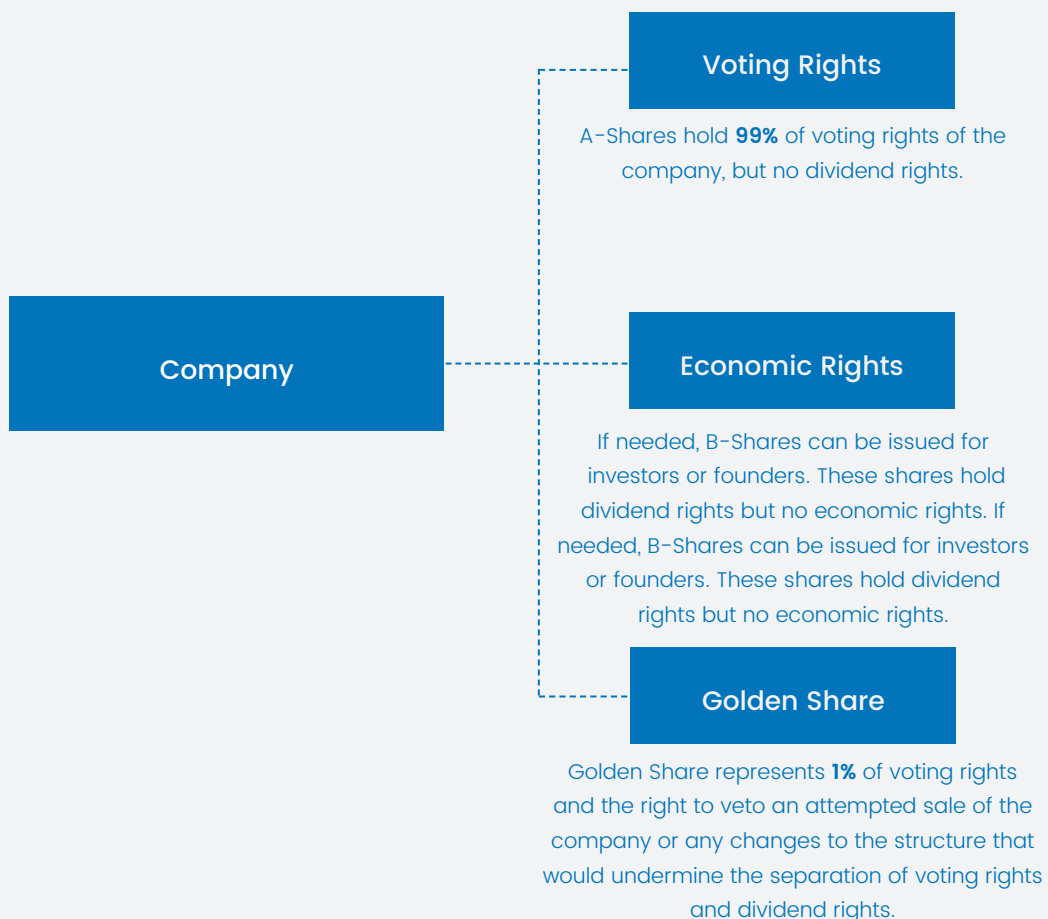 Voting Rights
A-Shares hold 99% of voting rights of the
company, but no dividend rights.
Company
Economic Rights
If needed, B-Shares can be issued for
investors or founders. These shares hold
dividend rights but no economic rights. If
needed, B-Shares can be issued for investors
or founders. These shares hold dividend
rights but no economic rights.
Golden Share
Golden Share represents 1% of voting rights
and the right to veto an attempted sale of the
company or any changes to the structure that
would undermine the separation of voting rights
and dividend rights.